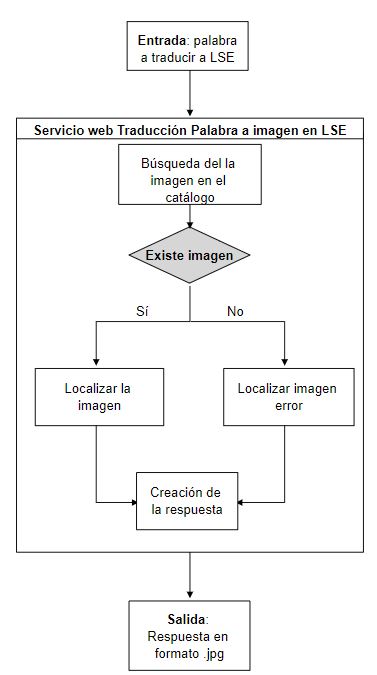 Entrada: palabra
a traducir a LSE
Servicio web Traducción Palabra a imagen en LSE
Búsqueda del la
imagen en el
catálogo
Existe imagen
Sí
No
Localizar la
imagen
Localizar imagen
error
Creación de
la respuesta
Salida:
Respuesta en
formato .jpg